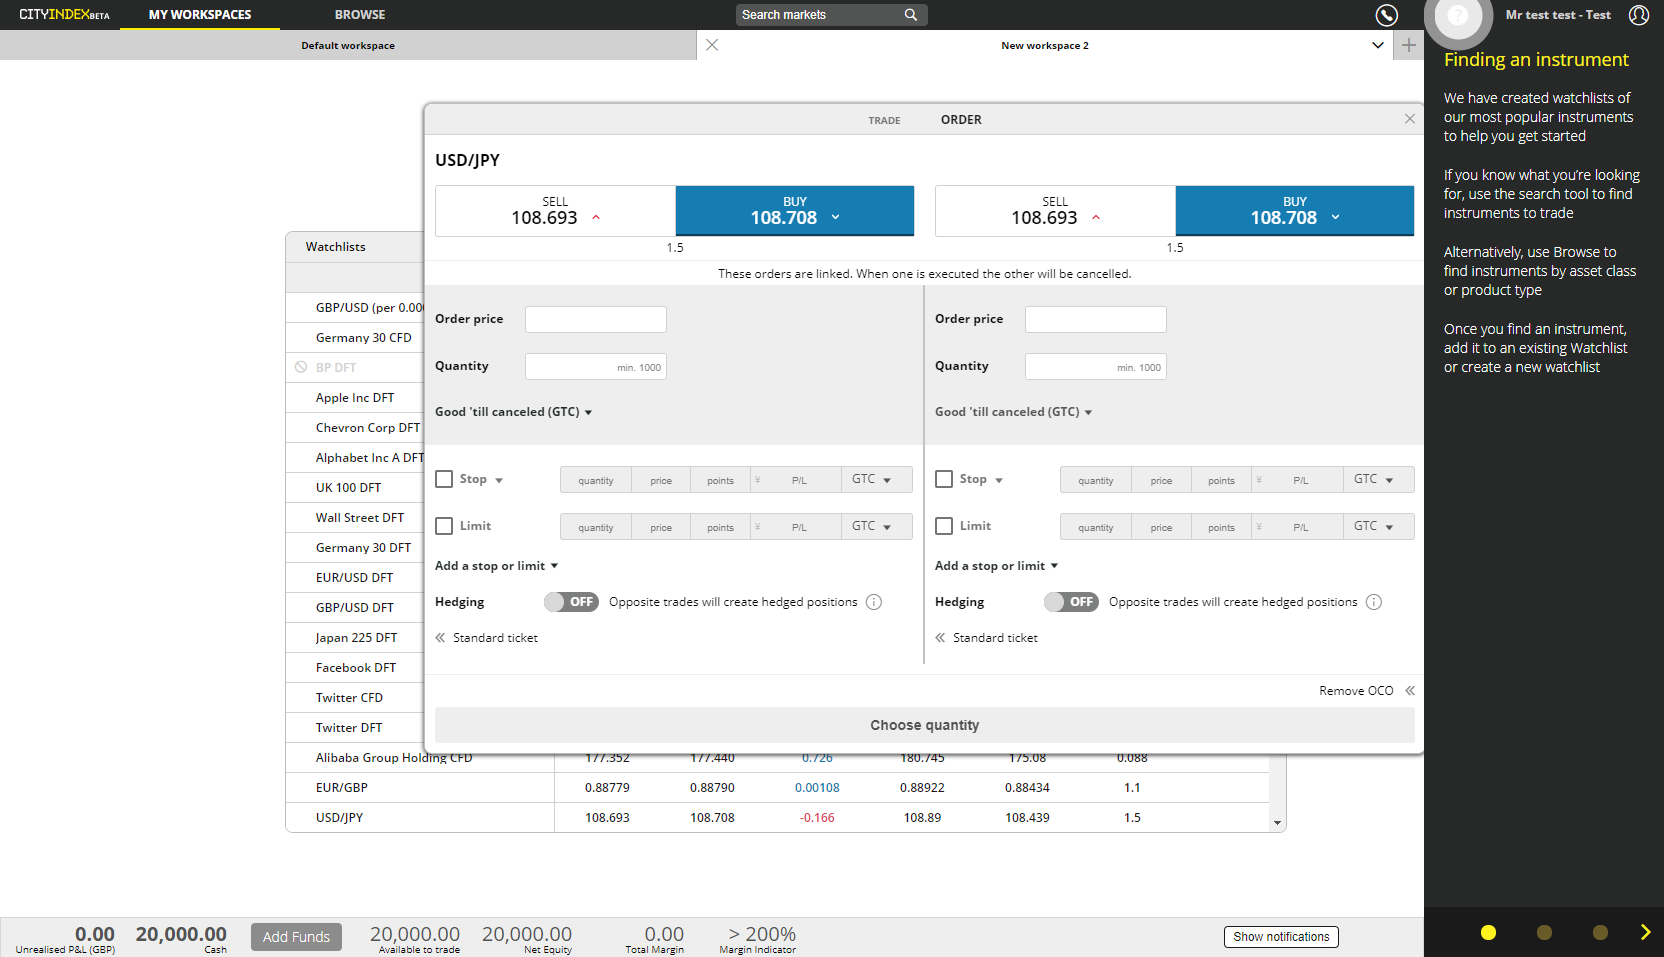 CITYINDEXBETA
MY WORKSPACES
BROWSE
Search markets
?
Mr test test - Test
Default workspace
New workspace 2
Finding an instrument
We have created watchlists of
our most popular instruments
to help you get started
If you know what you're looking
for, use the search tool to find
instruments to trade
Alternatively, use Browse to
find instruments by asset class
or product type
Once you find an instrument,
add it to an existing Watchlist
or create a new watchlist
TRADE ORDER
USD/JPY
SELL BUY SELL BUY
108.693 108.708 108.693 108.708
1.5 1.5
These orders are linked. When one is executed the other will be cancelled.
Order price Order price
Quantity min. 1000 Quantity min. 1000
Good 'till canceled (GTC) Good 'till canceled (GTC)
Stop quantity price points ¥ P/L GTC Stop quantity price points ¥ P/L GTC
Limit quantity price points ¥ P/L GTC Limit quantity price points ¥ P/L GTC
Add a stop or limit Add a stop or limit
Hedging OFF Opposite trades will create hedged positions Hedging OFF Opposite trades will create hedged positions
Standard ticket Standard ticket
Remove OCO
Choose quantity
Watchlists
GBP/USD (per 0.00
Germany 30 CFD
BP DFT
Apple Inc DFT
Chevron Corp DFT
Alphabet Inc A DFT
UK 100 DFT
Wall Street DFT
Germany 30 DFT
EUR/USD DFT
GBP/USD DFT
Japan 225 DFT
Facebook DFT
Twitter CFD
Twitter DFT
Alibaba Group Holding CFD 177.352 177.440 0.726 180.745 175.08 0.088
EUR/GBP 0.88779 0.88790 0.00108 0.88922 0.88434 1.1
USD/JPY 108.693 108.708 -0.166 108.89 108.439 1.5
0.00 20,000.00 Add Funds 20,000.00 20,000.00 0.00 > 200% Show notifications
Unrealised P&L (GBP) Cash Available to trade Net Equity Total Margin Margin Indicator